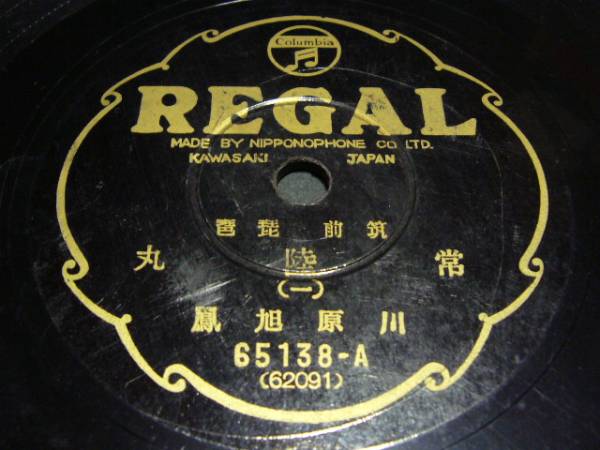 Columbia
REGAL
MADE BY NIPPONOPHONE CO LTD.
KAWASAKI JAPAN
筑前琵琶
常陸丸
(一)
川原旭鳳
65138-A
(62091)